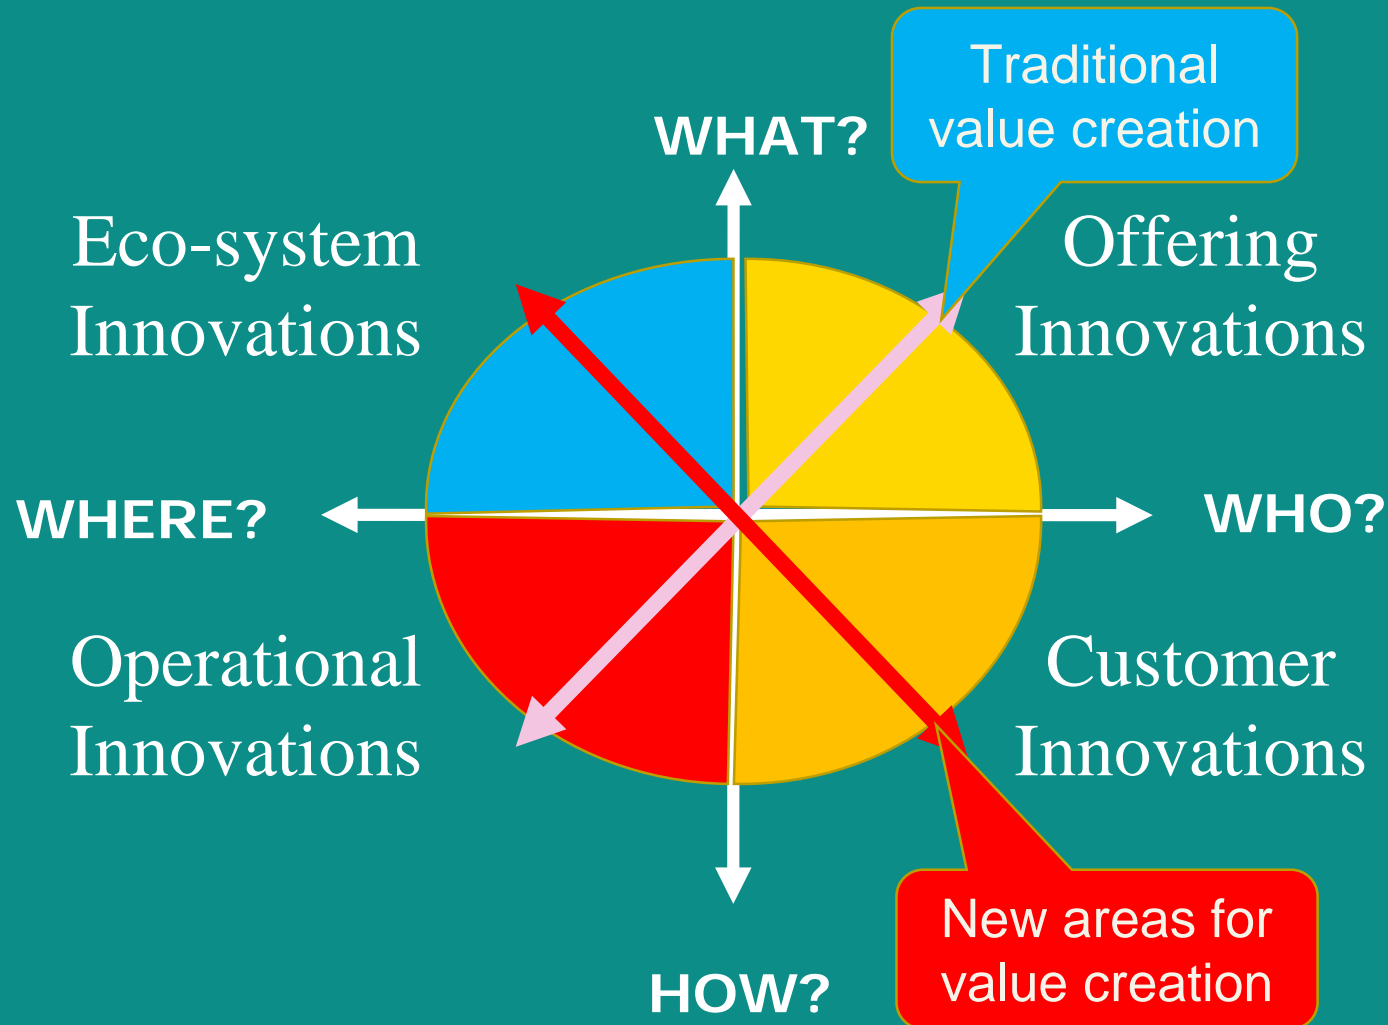 Traditional
value creation
WHAT?
Eco-system
Innovations
Offering
Innovations
WHERE?
WHO?
Operational
Innovations
Customer
Innovations
New areas for
value creation
HOW?